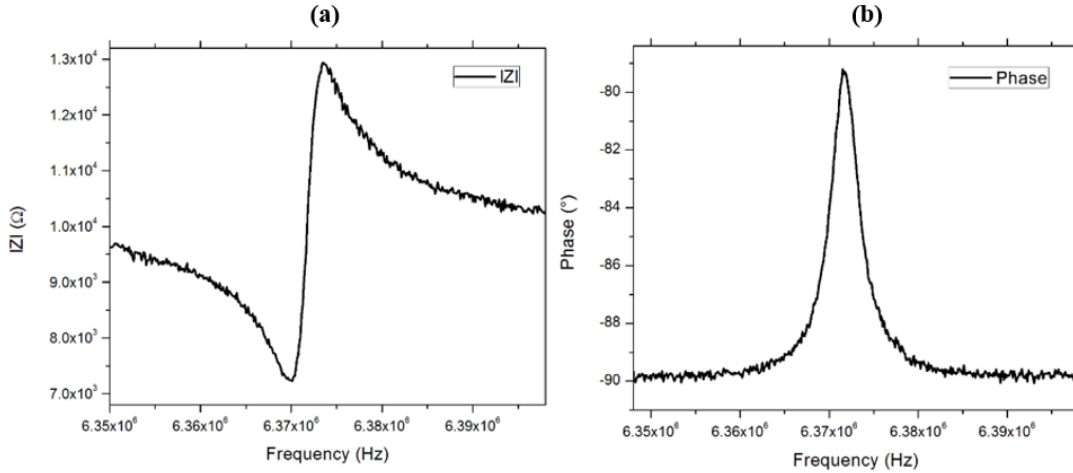 (a)
(b)
1.3x10⁴
1.2x10⁴
1.1x10⁴
1.0x10⁴
9.0x10³
8.0x10³
7.0x10³
|Z| (Ω)
IZI
6.35x10⁶
6.36x10⁶
6.37x10⁶
6.38x10⁶
6.39x10⁶
Frequency (Hz)
-80
-82
-84
-86
-88
-90
Phase (°)
Phase
6.35x10⁶
6.36x10⁶
6.37x10⁶
6.38x10⁶
6.39x10⁶
Frequency (Hz)